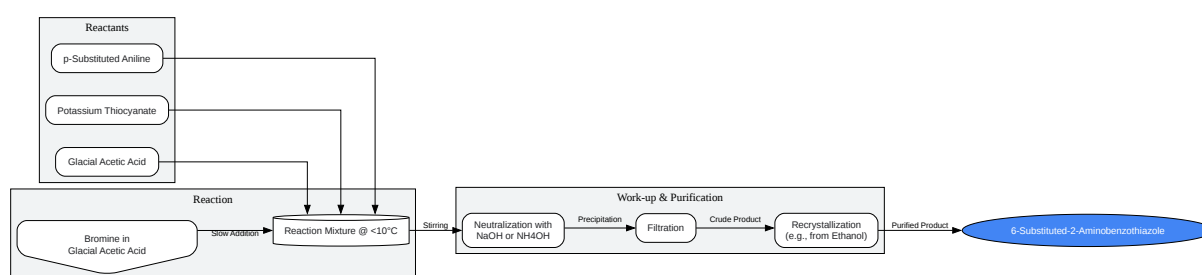 Reactants
p-Substituted Aniline
Potassium Thiocyanate
Glacial Acetic Acid
Reaction
Bromine in
Glacial Acetic Acid
Slow Addition
Reaction Mixture @ <10°C
Stirring
Work-up & Purification
Neutralization with
NaOH or NH4OH
Precipitation
Filtration
Crude Product
Recrystallization
(e.g., from Ethanol)
Purified Product
6-Substituted-2-Aminobenzothiazole